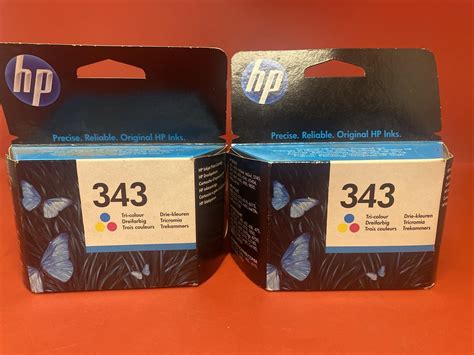 hp
Precise. Reliable. Original HP Inks.
343
Tri-colour
Dreifarbig
Trois couleurs
Drie-kleuren
Tricromia
Trekammers
hp
Precise. Reliable. Original HP Inks.
343
Tri-colour
Dreifarbig
Trois couleurs
Drie-kleuren
Tricromia
Trekammers